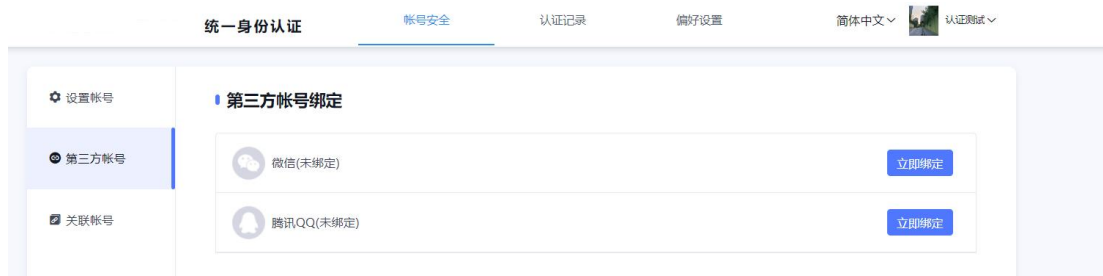 统一身份认证
帐号安全
认证记录
偏好设置
简体中文
认证测试
设置帐号
第三方帐号
关联帐号
第三方帐号绑定
微信(未绑定)
立即绑定
腾讯QQ(未绑定)
立即绑定